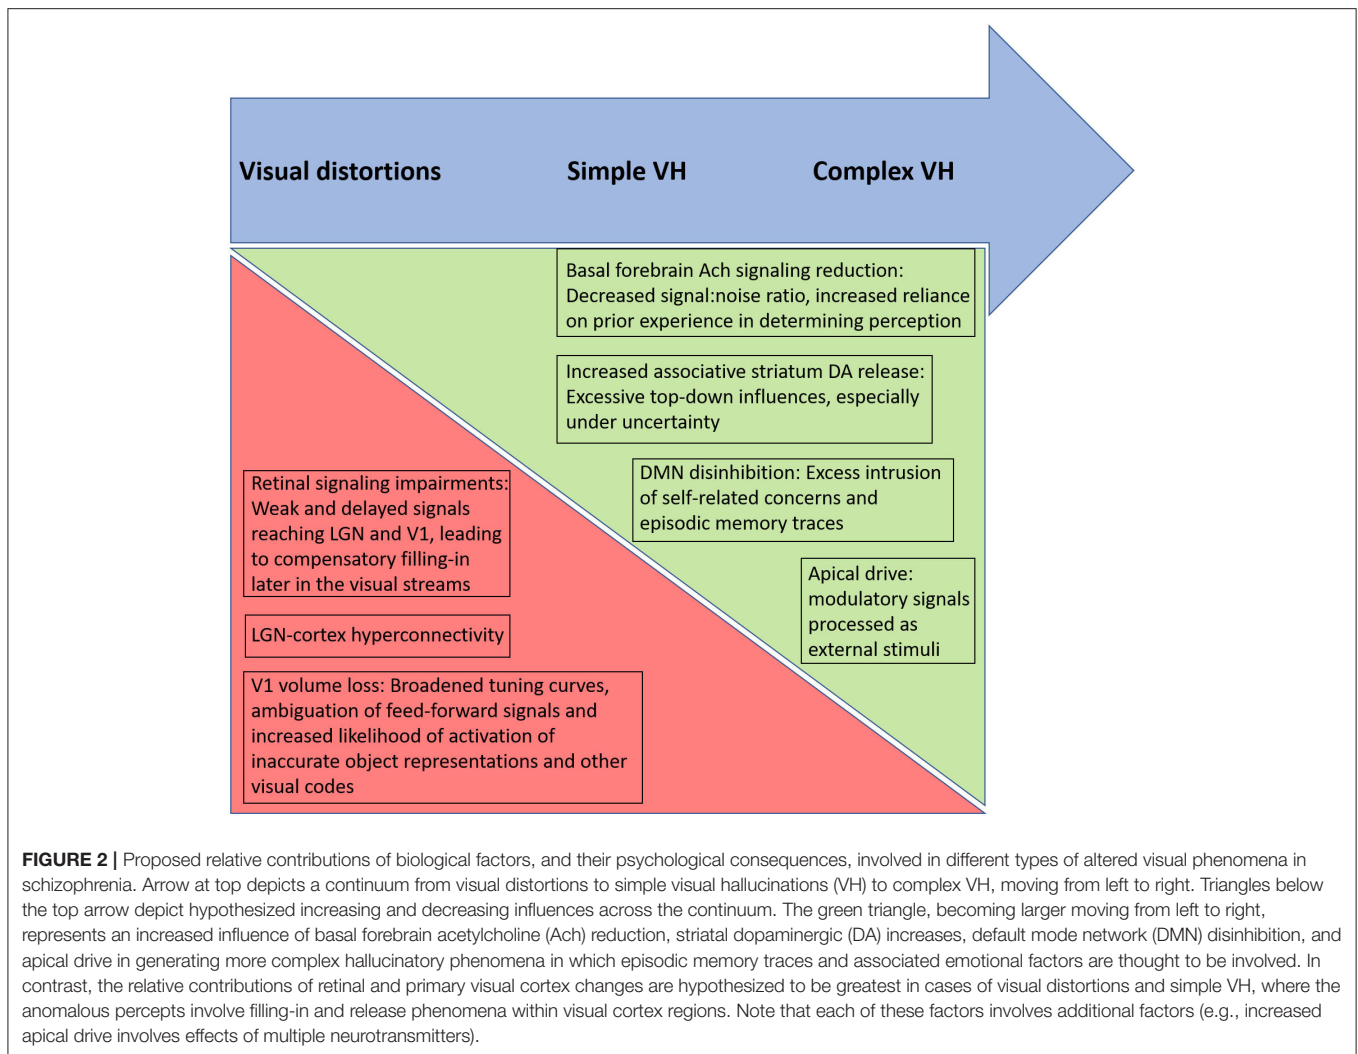 Visual distortions Simple VH Complex VH
Basal forebrain Ach signaling reduction:
Decreased signal:noise ratio, increased reliance
on prior experience in determining perception
Increased associative striatum DA release:
Excessive top-down influences, especially
under uncertainty
DMN disinhibition: Excess intrusion
of self-related concerns and
episodic memory traces
Apical drive:
modulatory signals
processed as
external stimuli
Retinal signaling impairments:
Weak and delayed signals
reaching LGN and V1, leading
to compensatory filling-in
later in the visual streams
LGN-cortex hyperconnectivity
V1 volume loss: Broadened tuning curves,
ambiguation of feed-forward signals and
increased likelihood of activation of
inaccurate object representations and other
visual codes
FIGURE 2 | Proposed relative contributions of biological factors, and their psychological consequences, involved in different types of altered visual phenomena in
schizophrenia. Arrow at top depicts a continuum from visual distortions to simple visual hallucinations (VH) to complex VH, moving from left to right. Triangles below
the top arrow depict hypothesized increasing and decreasing influences across the continuum. The green triangle, becoming larger moving from left to right,
represents an increased influence of basal forebrain acetylcholine (Ach) reduction, striatal dopaminergic (DA) increases, default mode network (DMN) disinhibition, and
apical drive in generating more complex hallucinatory phenomena in which episodic memory traces and associated emotional factors are thought to be involved. In
contrast, the relative contributions of retinal and primary visual cortex changes are hypothesized to be greatest in cases of visual distortions and simple VH, where the
anomalous percepts involve filling-in and release phenomena within visual cortex regions. Note that each of these factors involves additional factors (e.g., increased
apical drive involves effects of multiple neurotransmitters).